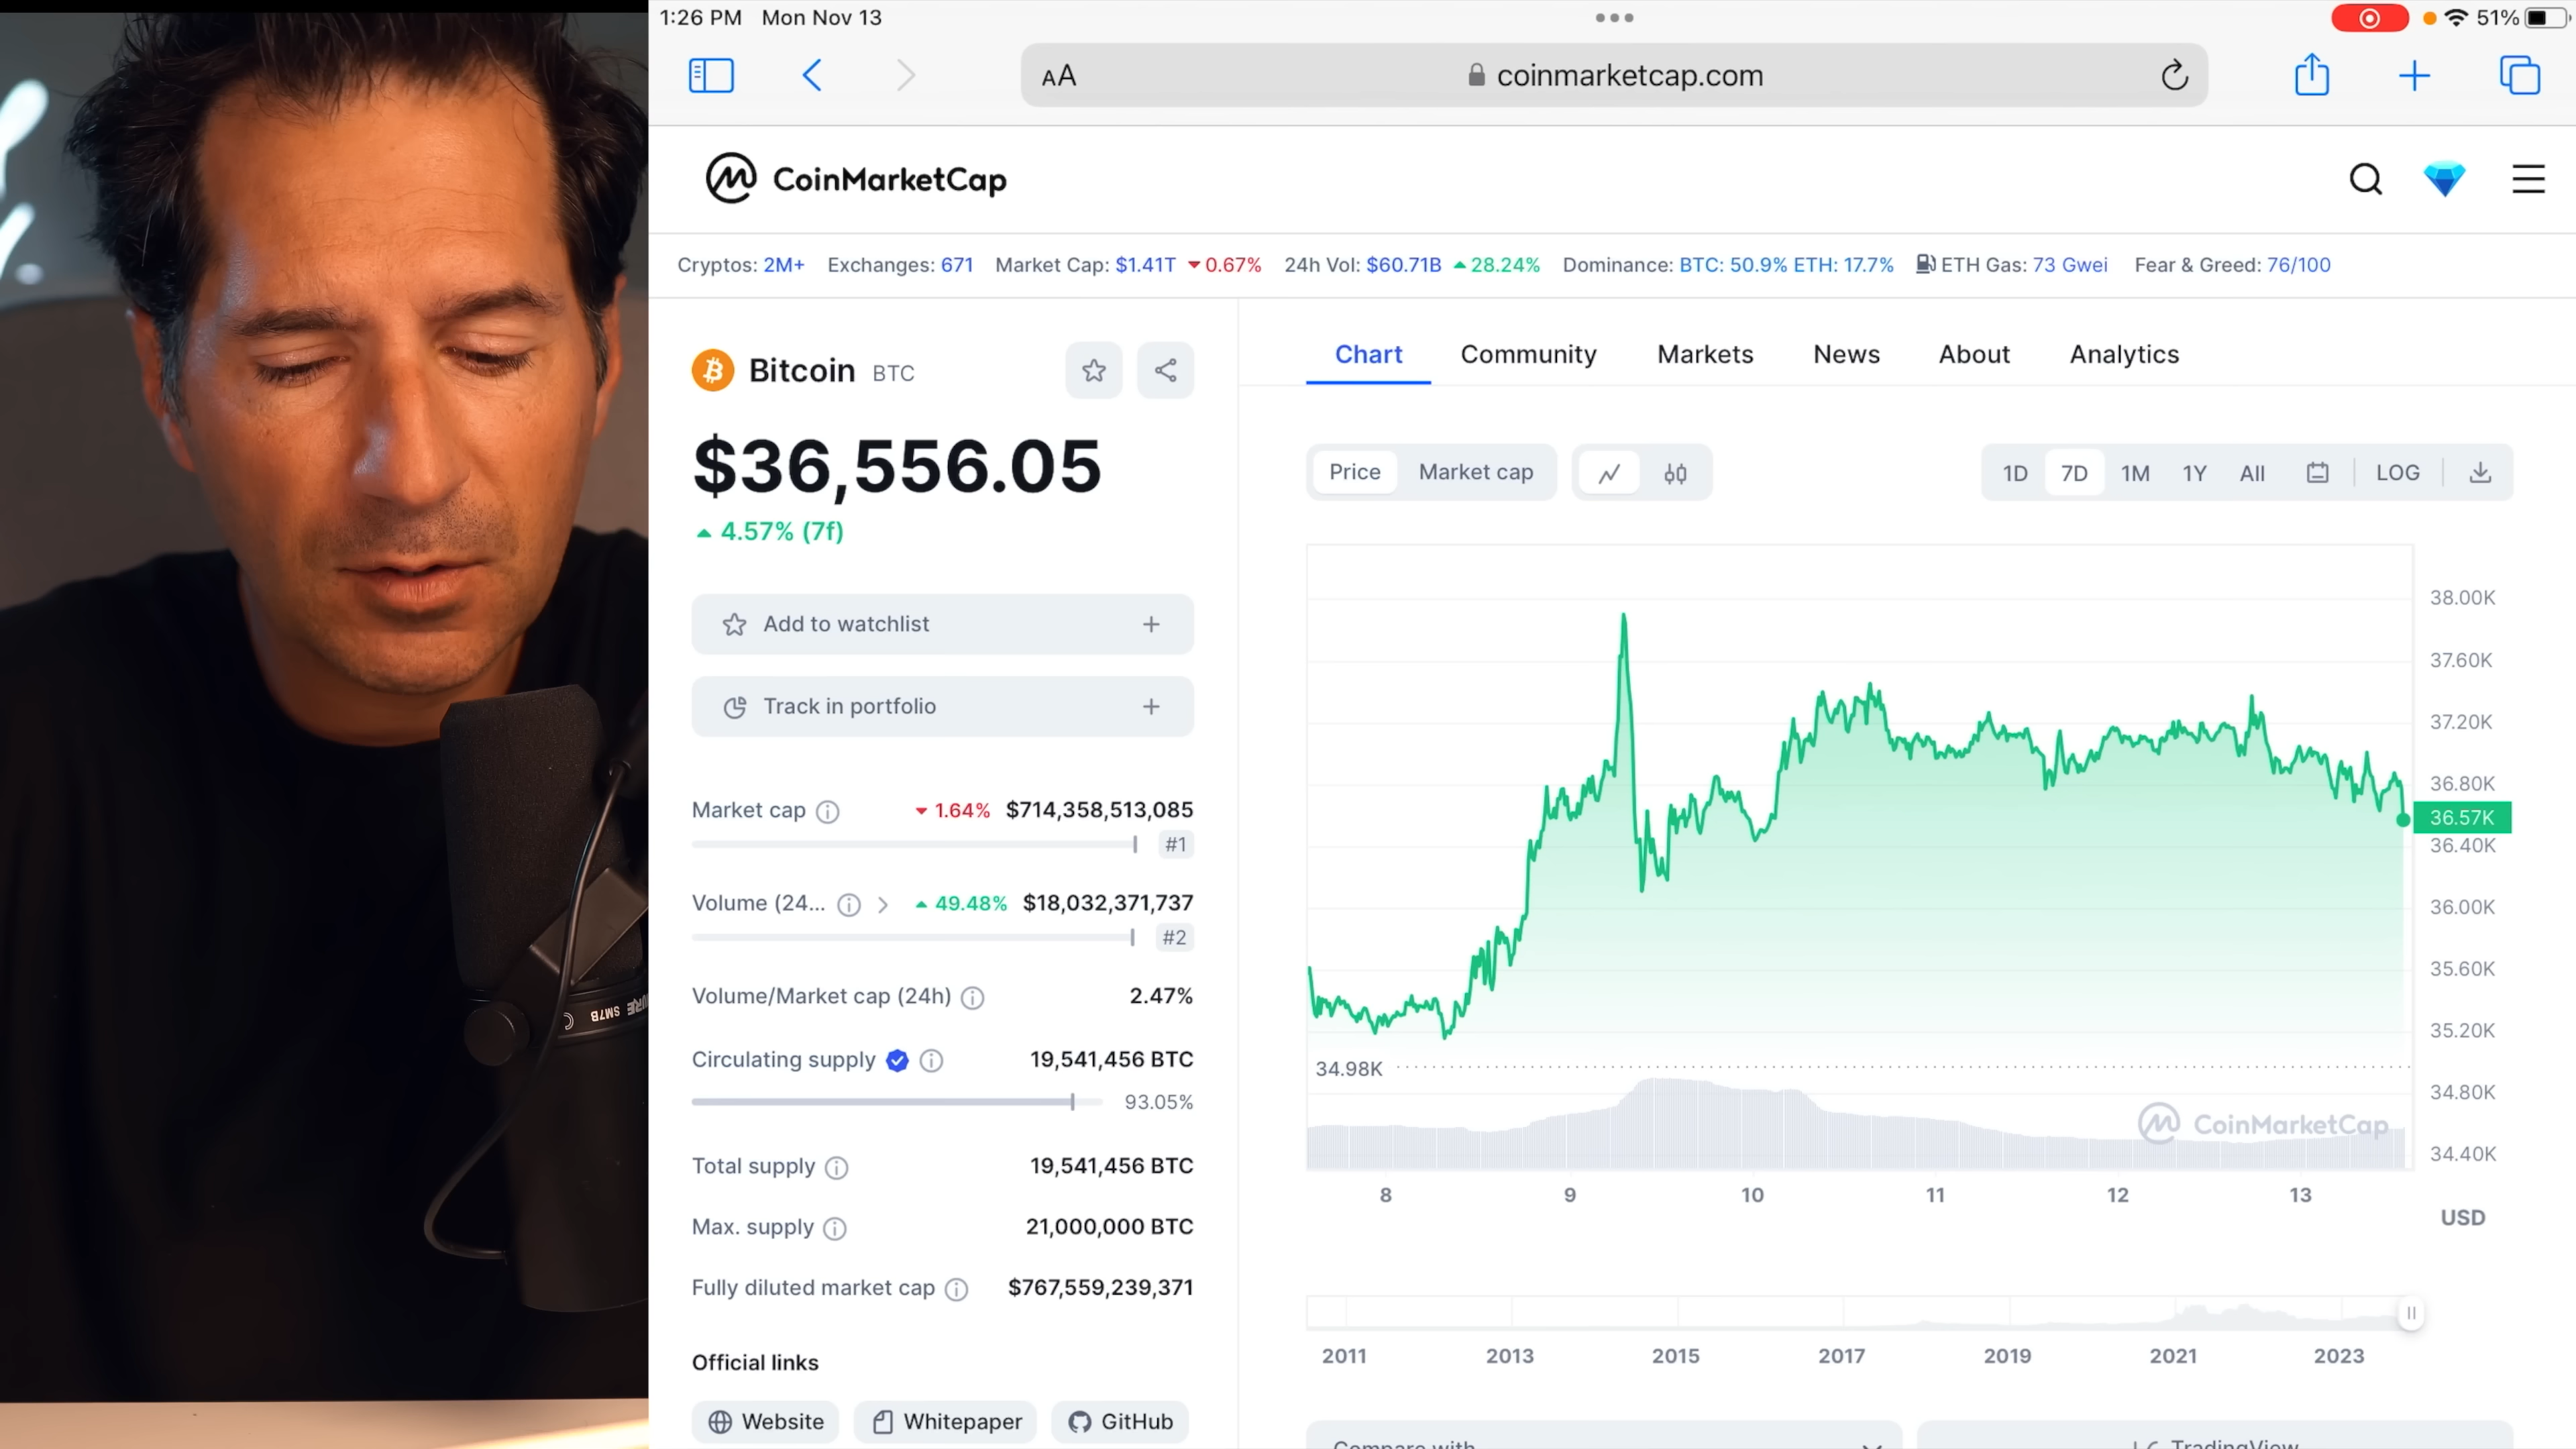 1:26 PM Mon Nov 13
51%
AA coinmarketcap.com
CoinMarketCap
Cryptos: 2M+ Exchanges: 671 Market Cap: $1.41T 0.67% 24h Vol: $60.71B 28.24% Dominance: BTC: 50.9% ETH: 17.7% ETH Gas: 73 Gwei Fear & Greed: 76/100
Bitcoin BTC
$36,556.05
4.57% (7f)
Add to watchlist +
Track in portfolio +
Market cap 1.64% $714,358,513,085
#1
Volume (24... 49.48% $18,032,371,737
#2
Volume/Market cap (24h) 2.47%
Circulating supply 19,541,456 BTC
93.05%
Total supply 19,541,456 BTC
Max. supply 21,000,000 BTC
Fully diluted market cap $767,559,239,371
Official links
Website Whitepaper GitHub
Chart Community Markets News About Analytics
Price Market cap
1D 7D 1M 1Y All LOG
38.00K
37.60K
37.20K
36.80K
36.57K
36.40K
36.00K
35.60K
35.20K
34.98K
34.80K
CoinMarketCap
34.40K
8 9 10 11 12 13
USD
2011 2013 2015 2017 2019 2021 2023
Compare with
TradingView
SM7B